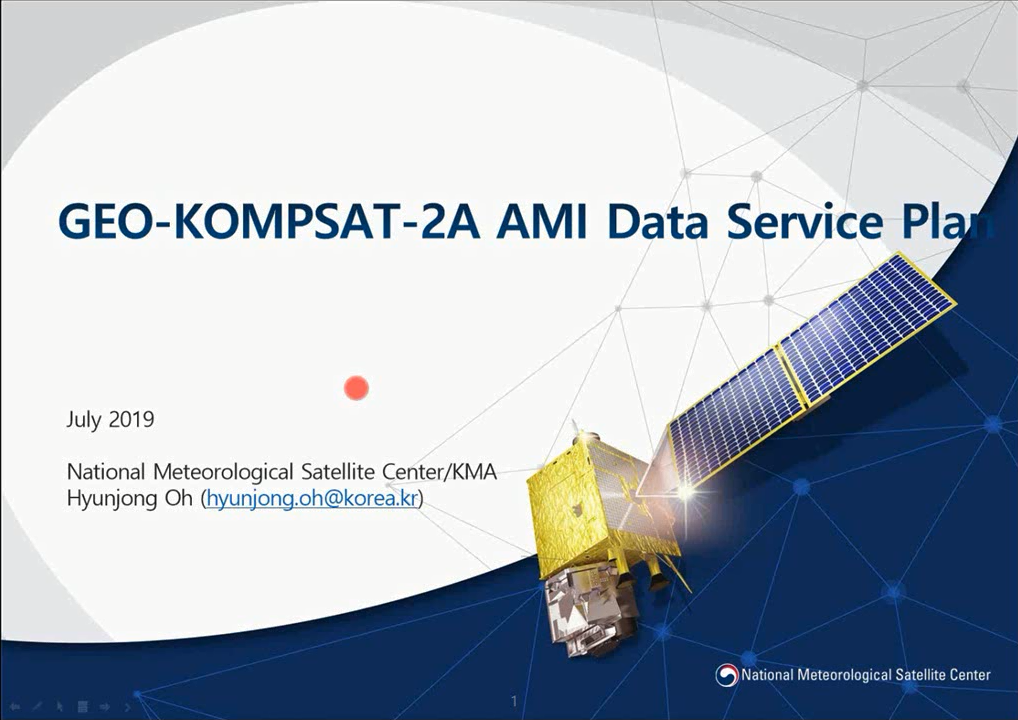 GEO-KOMPSAT-2A AMI Data Service Plan
July 2019
National Meteorological Satellite Center/KMA
Hyunjong Oh (hyunjong.oh@korea.kr)
National Meteorological Satellite Center
1